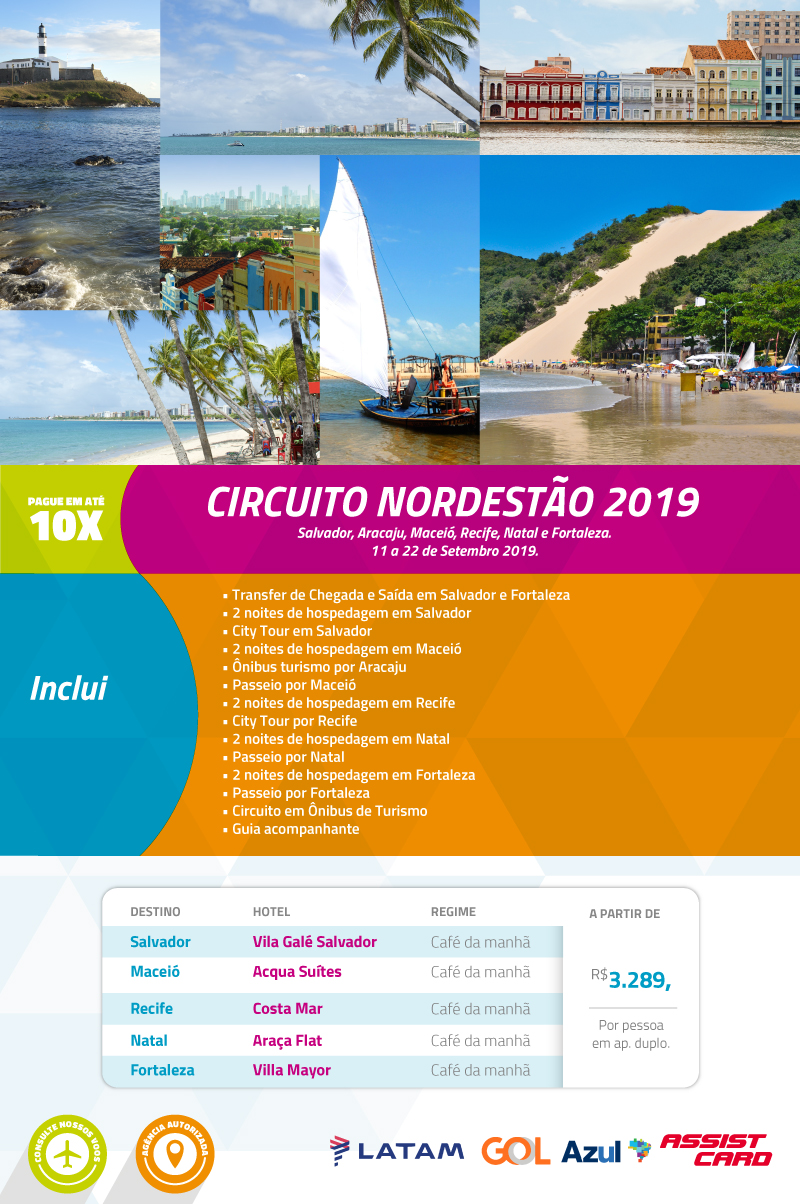 PAGUE EM ATÉ
10X
CIRCUITO NORDESTÃO 2019
Salvador, Aracaju, Maceió, Recife, Natal e Fortaleza.
11 a 22 de Setembro 2019.
Inclui
• Transfer de Chegada e Saída em Salvador e Fortaleza
• 2 noites de hospedagem em Salvador
• City Tour em Salvador
• 2 noites de hospedagem em Maceió
• Ônibus turismo por Aracaju
• Passeio por Maceió
• 2 noites de hospedagem em Recife
• City Tour por Recife
• 2 noites de hospedagem em Natal
• Passeio por Natal
• 2 noites de hospedagem em Fortaleza
• Passeio por Fortaleza
• Circuito em Ônibus de Turismo
• Guia acompanhante
DESTINO HOTEL REGIME A PARTIR DE
Salvador Vila Galé Salvador Café da manhã
Maceió Acqua Suítes Café da manhã
Recife Costa Mar Café da manhã
Natal Araça Flat Café da manhã
Fortaleza Villa Mayor Café da manhã
R$3.289,
Por pessoa
em ap. duplo.
CONSULTE NOSSOS VOOS
AGÊNCIA AUTORIZADA
LATAM
GOL
Azul
ASSIST
CARD